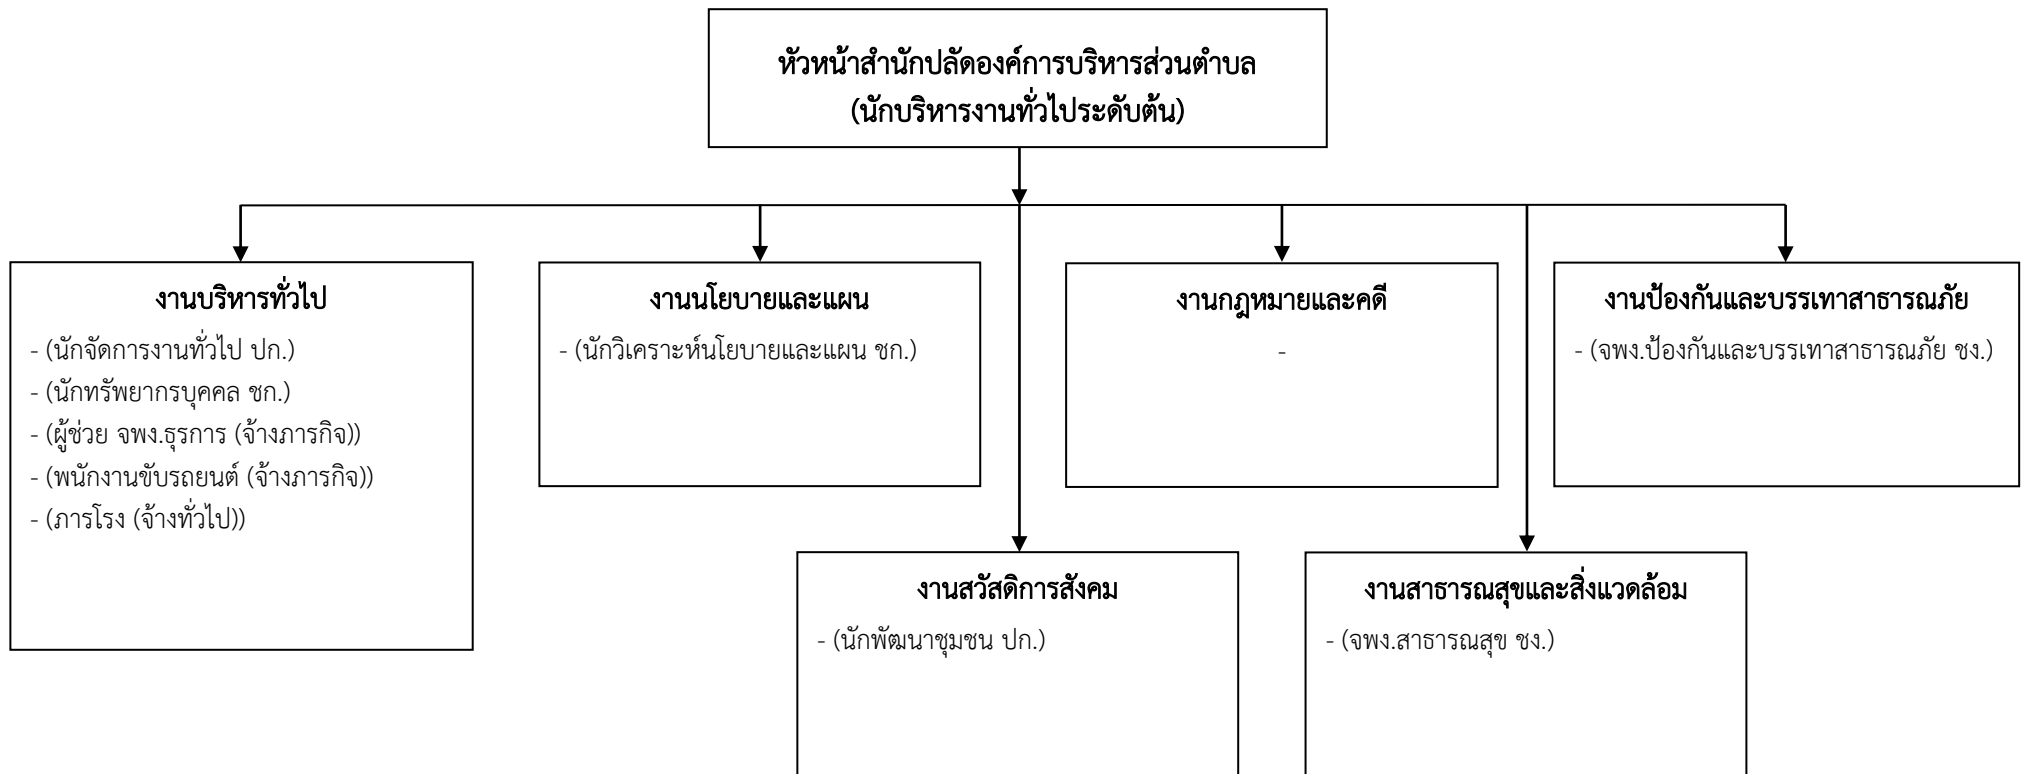 หัวหน้าสำนักปลัดองค์การบริหารส่วนตำบล
(นักบริหารงานทั่วไประดับต้น)
งานบริหารทั่วไป
- (นักจัดการงานทั่วไป ปก.)
- (นักทรัพยากรบุคคล ชก.)
- (ผู้ช่วย จพง.ธุรการ (จ้างภารกิจ))
- (พนักงานขับรถยนต์ (จ้างภารกิจ))
- (ภารโรง (จ้างทั่วไป))
งานนโยบายและแผน
- (นักวิเคราะห์นโยบายและแผน ชก.)
งานกฎหมายและคดี
-
งานป้องกันและบรรเทาสาธารณภัย
- (จพง.ป้องกันและบรรเทาสาธารณภัย ชง.)
งานสวัสดิการสังคม
- (นักพัฒนาชุมชน ปก.)
งานสาธารณสุขและสิ่งแวดล้อม
- (จพง.สาธารณสุข ชง.)